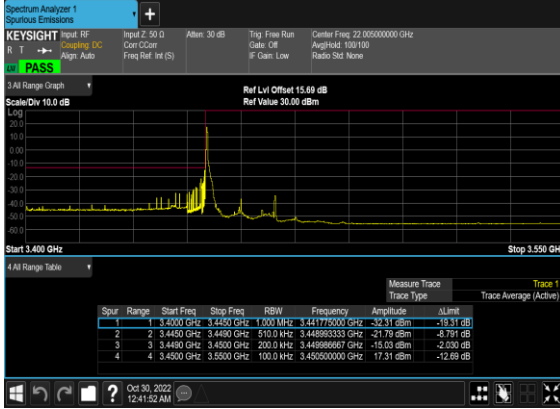 Spectrum Analyzer 1
Spurious Emissions
+
KEYSIGHT Input: RF Input Z: 50 Ω Atten: 30 dB Trig: Free Run Center Freq: 22.005000000 GHz
R T Coupling: DC Corr CCorr Gate: Off Avg|Hold: 100/100
Align: Auto Freq Ref: Int (S) IF Gain: Low Radio Std: None
PASS
3 All Range Graph
Ref Lvl Offset 15.69 dB
Scale/Div 10.0 dB Ref Value 30.00 dBm
Log
20.0
10.0
0.00
-10.0
-20.0
-30.0
-40.0
-50.0
-60.0
Start 3.400 GHz Stop 3.550 GH
4 All Range Table
Measure Trace Trace 1
Trace Type Trace Average (Active)
Spur Range Start Freq Stop Freq RBW Frequency Amplitude ΔLimit
1 1 3.4000 GHz 3.4450 GHz 1.000 MHz 3.441775000 GHz -32.31 dBm -19.31 dB
2 2 3.4450 GHz 3.4490 GHz 510.0 kHz 3.448993333 GHz -21.79 dBm -8.791 dB
3 3 3.4490 GHz 3.4500 GHz 200.0 kHz 3.449986667 GHz -15.03 dBm -2.030 dB
4 4 3.4500 GHz 3.5500 GHz 100.0 kHz 3.450500000 GHz 17.31 dBm -12.69 dB
? Oct 30, 2022
12:41:52 AM